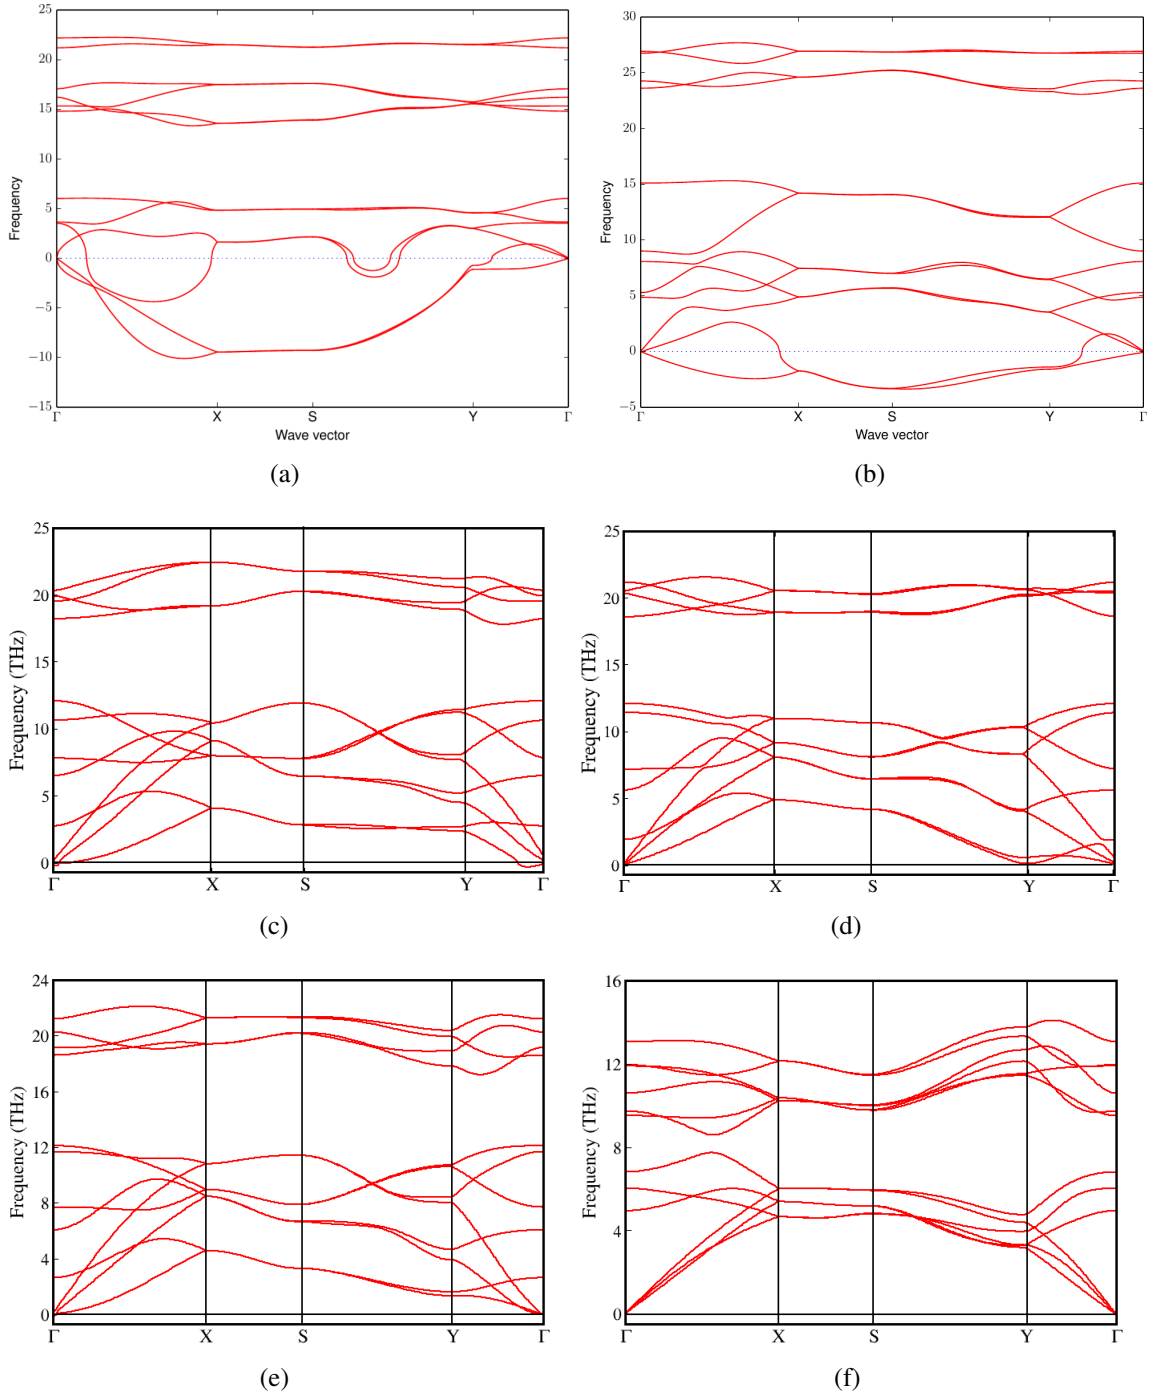 25
20
15
10
5
0
−5
−10
−15
Frequency
Γ X S Y Γ
Wave vector
(a)
30
25
20
15
10
5
0
−5
Frequency
Γ X S Y Γ
Wave vector
(b)
25
20
15
10
5
0
Frequency (THz)
Γ X S Y Γ
(c)
25
20
15
10
5
0
Frequency (THz)
Γ X S Y Γ
(d)
24
20
16
12
8
4
0
Frequency (THz)
Γ X S Y Γ
(e)
16
12
8
4
0
Frequency (THz)
Γ X S Y Γ
(f)